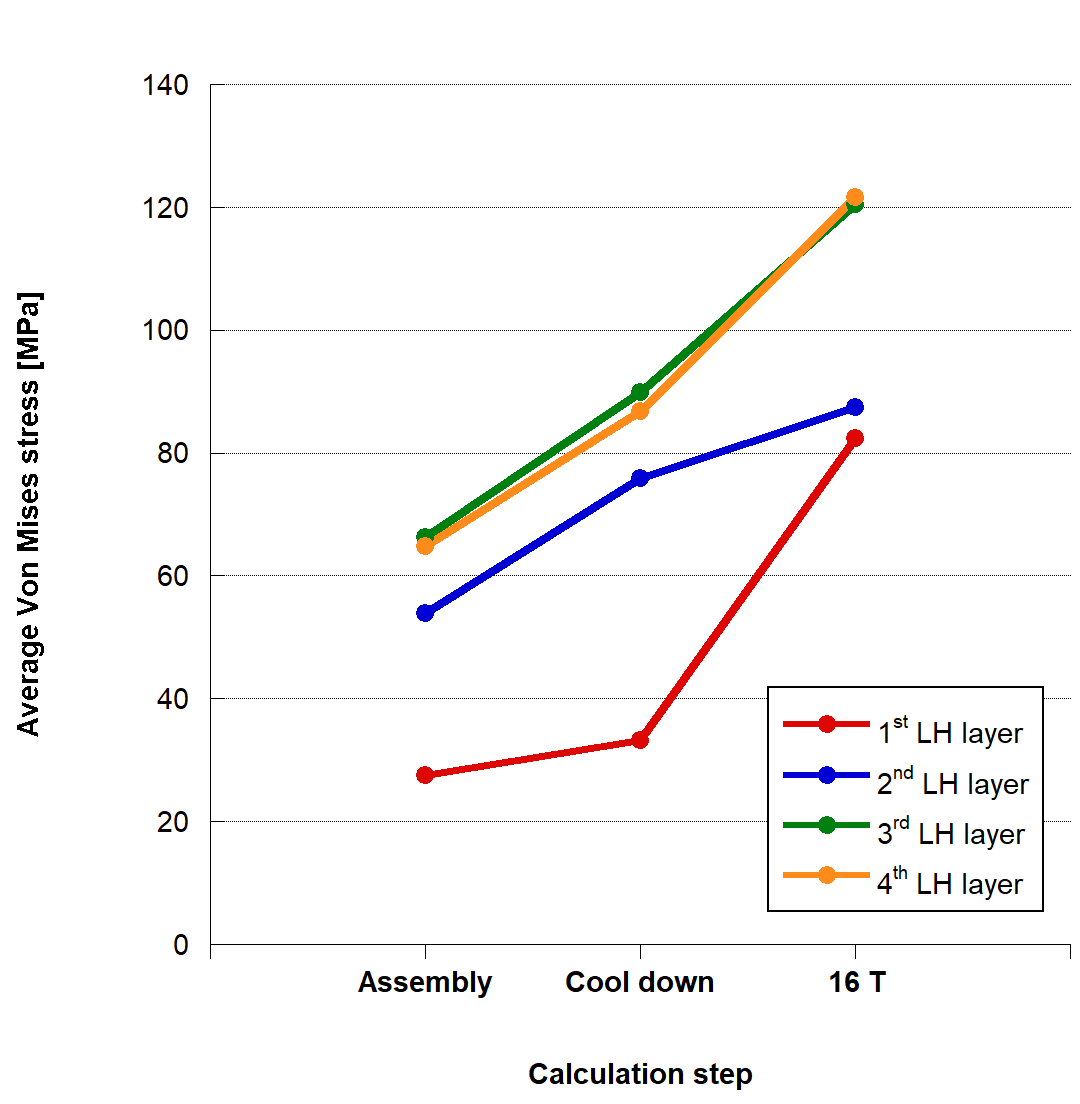 140
120
100
80
60
40
20
0
Average Von Mises stress [MPa]
1st LH layer
2nd LH layer
3rd LH layer
4th LH layer
Assembly Cool down 16 T
Calculation step